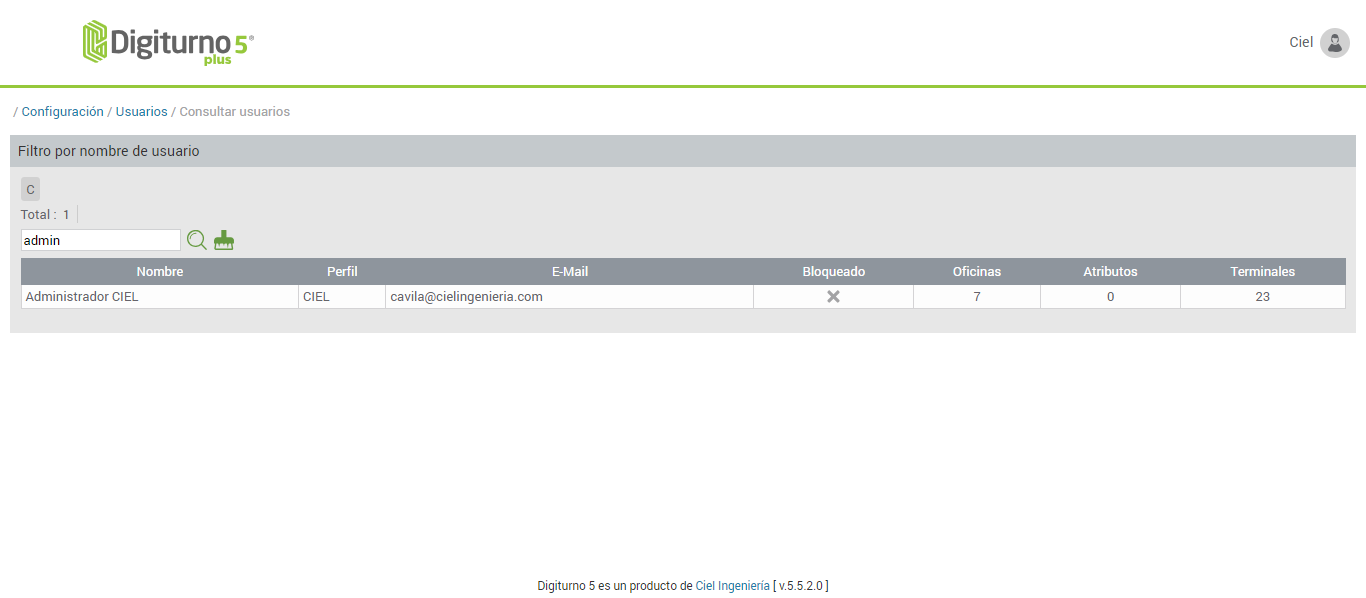 Digiturno 5®
plus
Ciel
/ Configuración / Usuarios / Consultar usuarios
Filtro por nombre de usuario
C
Total : 1
admin
Nombre Perfil E-Mail Bloqueado Oficinas Atributos Terminales
Administrador CIEL CIEL cavila@cielingenieria.com 7 0 23
Digiturno 5 es un producto de Ciel Ingeniería [ v.5.5.2.0 ]